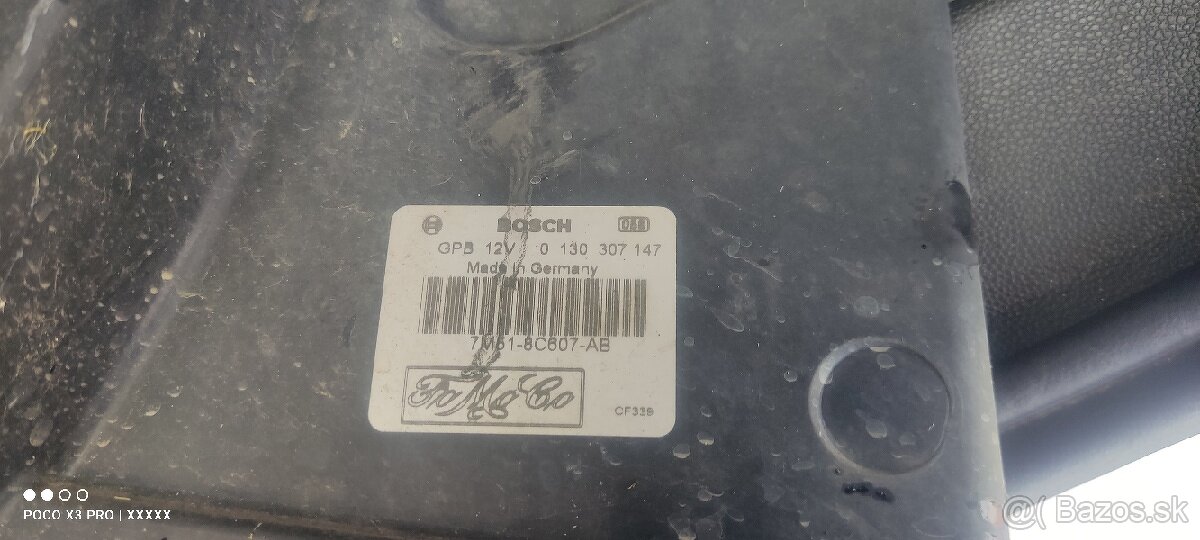 BOSCH
GPB 12V 0 130 307 147
Made in Germany
7M51-8C607-AB
FoMoCo
CF339
POCO X3 PRO | XXXXX
@( Bazos.sk